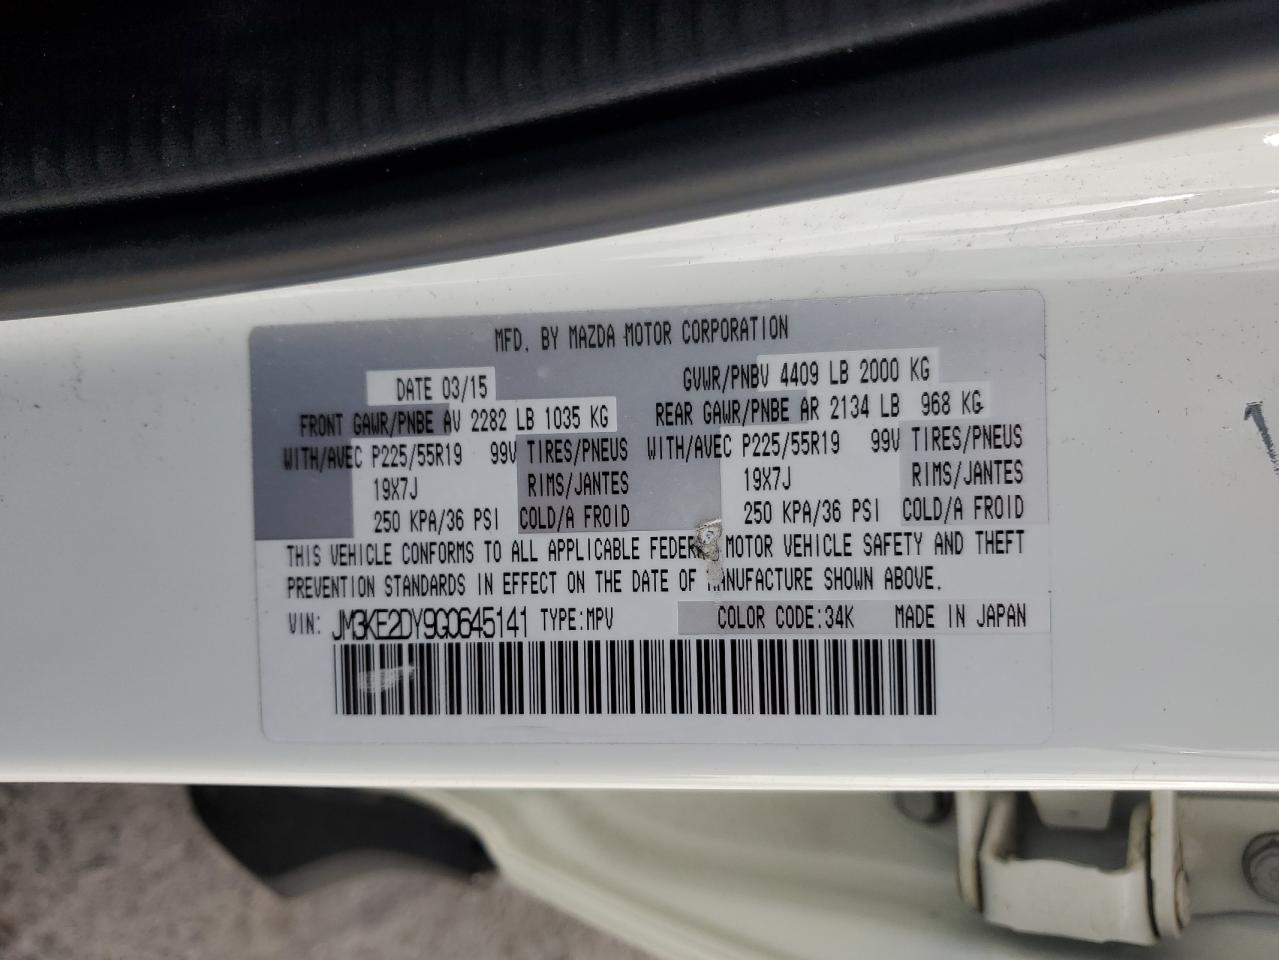 MFD. BY MAZDA MOTOR CORPORATION
DATE 03/15 GVWR/PNBV 4409 LB 2000 KG
FRONT GAWR/PNBE AV 2282 LB 1035 KG REAR GAWR/PNBE AR 2134 LB 968 KG
WITH/AVEC P225/55R19 99V TIRES/PNEUS WITH/AVEC P225/55R19 99V TIRES/PNEUS
19X7J RIMS/JANTES 19X7J RIMS/JANTES
250 KPA/36 PSI COLD/A FROID 250 KPA/36 PSI COLD/A FROID
THIS VEHICLE CONFORMS TO ALL APPLICABLE FEDERAL MOTOR VEHICLE SAFETY AND THEFT
PREVENTION STANDARDS IN EFFECT ON THE DATE OF MANUFACTURE SHOWN ABOVE.
VIN: JM3KE2DY9G0645141 TYPE:MPV COLOR CODE:34K MADE IN JAPAN